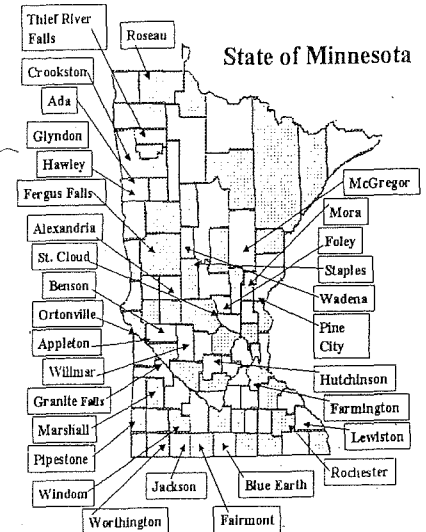 Thief River
Falls
Roseau
State of Minnesota
Crookston
Ada
Glyndon
Hawley
Fergus Falls
Alexandria
St. Cloud
Benson
Ortonville
Appleton
Willmar
Granite Falls
Marshall
Pipestone
Windom
Worthington
Jackson
Fairmont
Blue Earth
McGregor
Mora
Foley
Staples
Wadena
Pine
City
Hutchinson
Farmington
Lewiston
Rochester